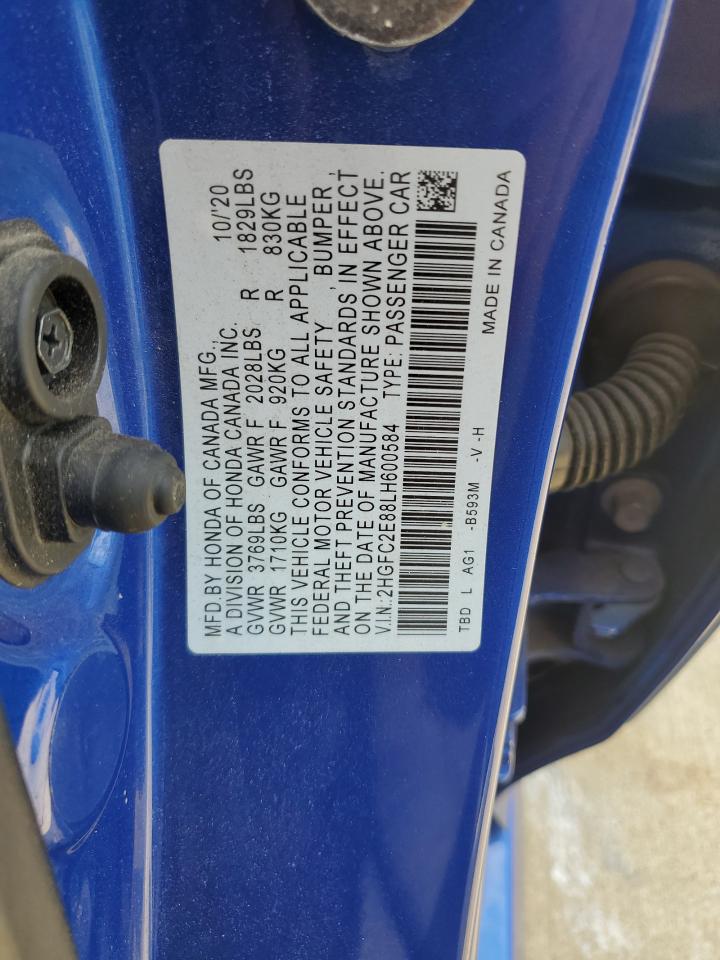 MFD.BY HONDA OF CANADA MFG., 10/'20
A DIVISION OF HONDA CANADA INC.
GVWR 3769LBS GAWR F 2028LBS R 1829LBS
GVWR 1710KG GAWR F 920KG R 830KG
THIS VEHICLE CONFORMS TO ALL APPLICABLE
FEDERAL MOTOR VEHICLE SAFETY , BUMPER ,
AND THEFT PREVENTION STANDARDS IN EFFECT
ON THE DATE OF MANUFACTURE SHOWN ABOVE.
V.I.N.:2HGFC2E88LH600584 TYPE: PASSENGER CAR
TBD L AG1 -B593M -V -H
MADE IN CANADA